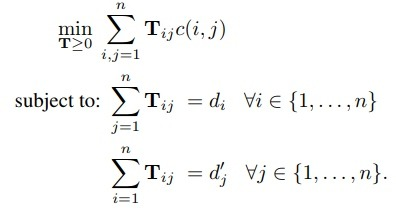 min_{T≥0} ∑_{i,j=1}^{n} T_{ij}c(i, j)
subject to: ∑_{j=1}^{n} T_{ij} = d_i ∀i ∈ {1, . . . , n}
∑_{i=1}^{n} T_{ij} = d'_j ∀j ∈ {1, . . . , n}.